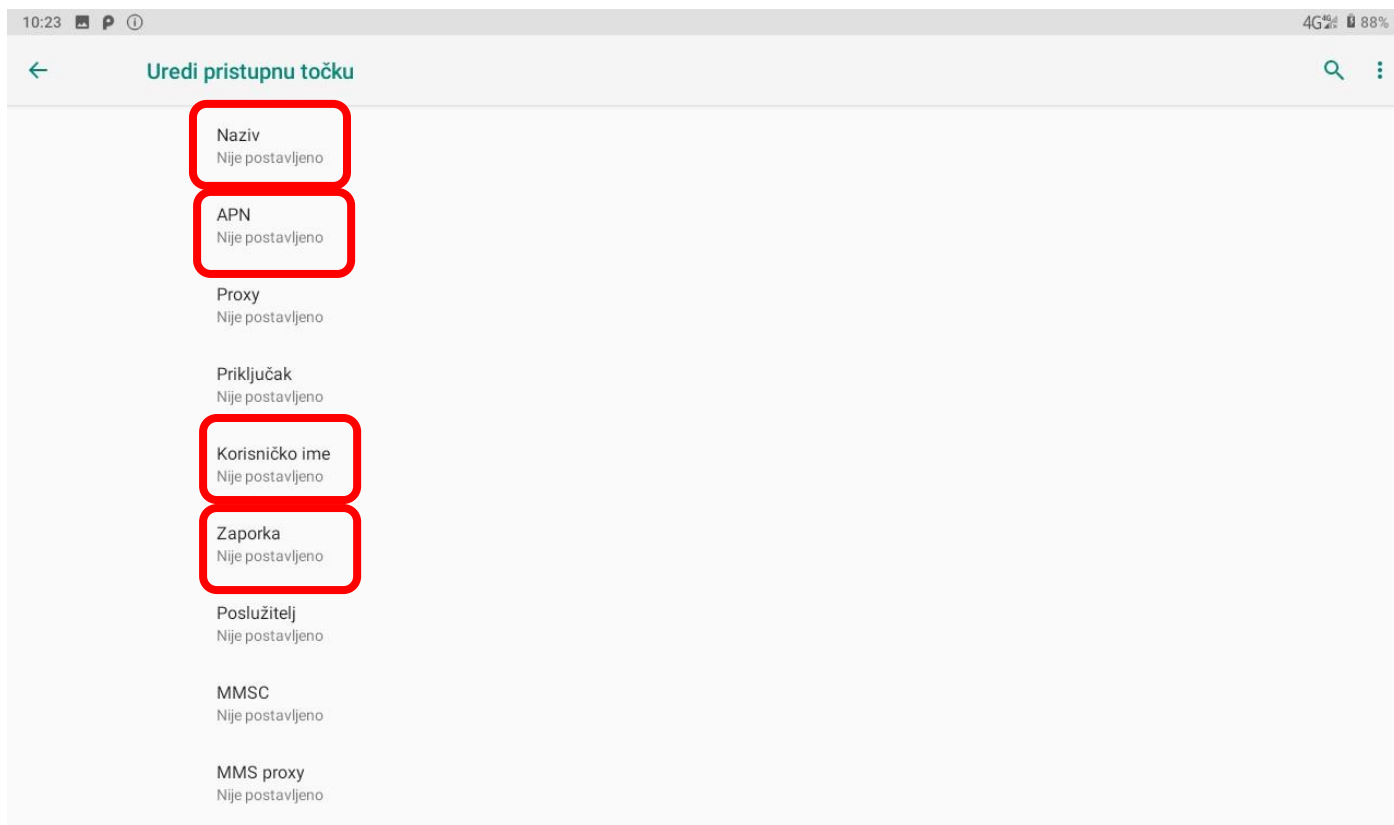 10:23
4G 88%
Uredi pristupnu točku
Naziv
Nije postavljeno
APN
Nije postavljeno
Proxy
Nije postavljeno
Priključak
Nije postavljeno
Korisničko ime
Nije postavljeno
Zaporka
Nije postavljeno
Poslužitelj
Nije postavljeno
MMSC
Nije postavljeno
MMS proxy
Nije postavljeno